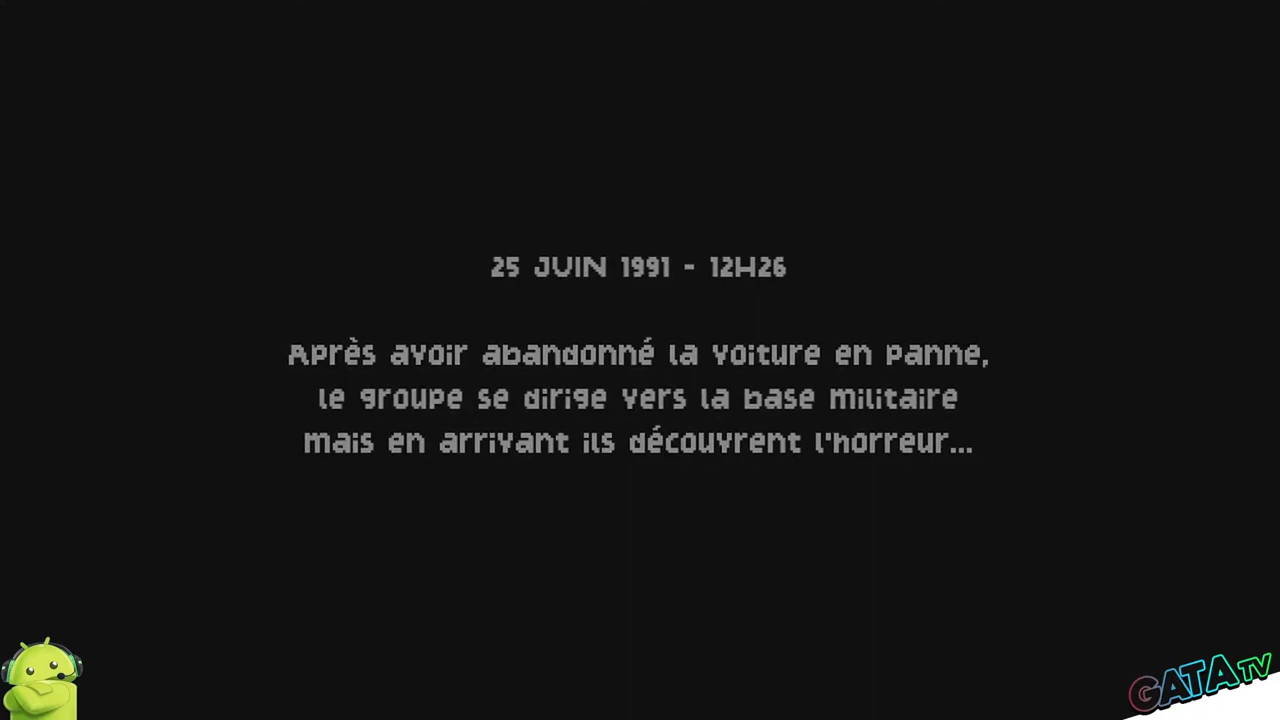 25 JUIN 1991 - 12H26
Après avoir abandonné la voiture en panne,
le groupe se dirige vers la base militaire
mais en arrivant ils découvrent l'horreur...
GATA TV